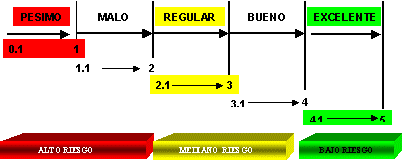 PESIMO MALO REGULAR BUENO EXCELENTE
0.1 1
1.1 2
2.1 3
3.1 4
4.1 5
ALTO RIESGO MEDIANO RIESGO BAJO RIESGO